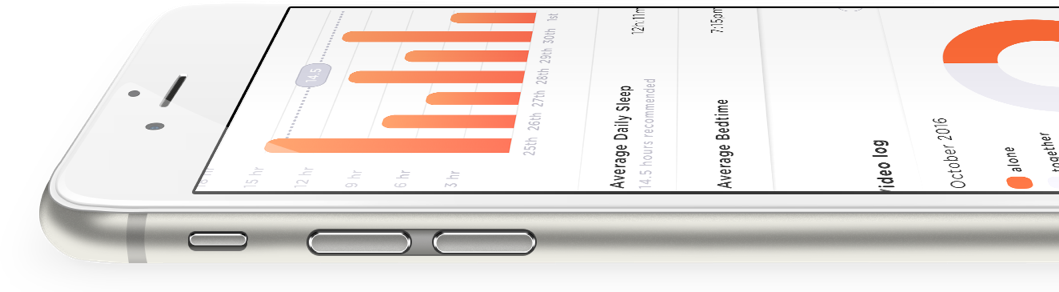 14.5
15 hr
12 hr
9 hr
6 hr
3 hr
25th 26th 27th 28th 29th 30th 1st
Average Daily Sleep
14.5 hours recommended
12h:11m
Average Bedtime
7:15pm
video log
October 2016
alone
together